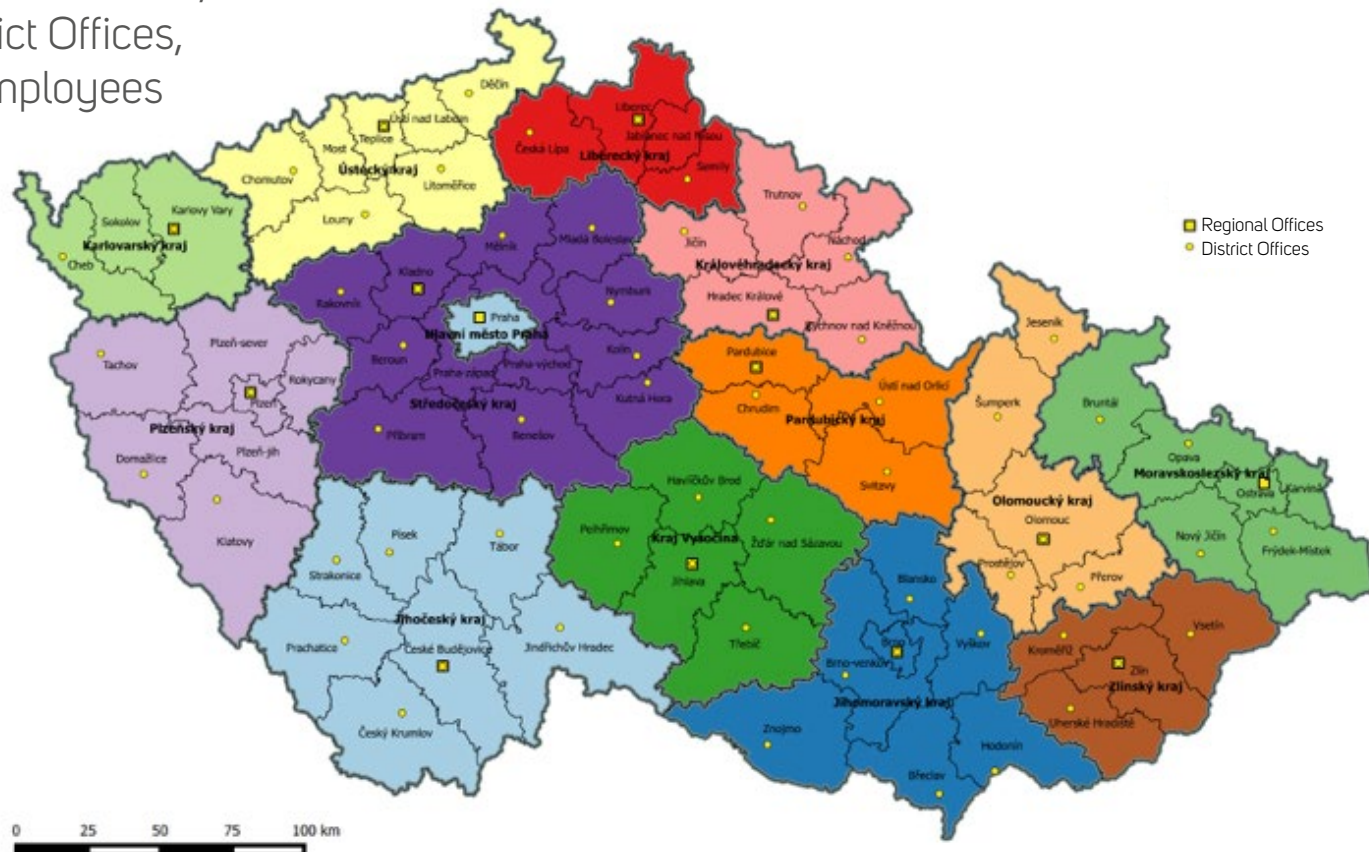 ict Offices,
mployees
Děčín
Ústí nad Labem
Teplice
Most
Ústecký kraj
Chomutov
Litoměřice
Louny
Liberec
Jablonec nad Nisou
Česká Lípa
Liberecký kraj
Semily
Karlovy Vary
Sokolov
Karlovarský kraj
Cheb
Trutnov
Jičín
Náchod
Královéhradecký kraj
Hradec Králové
Rychnov nad Kněžnou
Regional Offices
District Offices
Mladá Boleslav
Mělník
Kladno
Rakovník
Nymburk
Praha
Hlavní město Praha
Beroun
Kolín
Praha-západ
Praha-východ
Kutná Hora
Středočeský kraj
Příbram
Benešov
Plzeň-sever
Tachov
Rokycany
Plzeň
Plzeňský kraj
Plzeň-jih
Domažlice
Klatovy
Pardubice
Ústí nad Orlicí
Chrudim
Pardubický kraj
Svitavy
Jeseník
Šumperk
Olomoucký kraj
Olomouc
Prostějov
Přerov
Bruntál
Opava
Moravskoslezský kraj
Ostrava
Karviná
Nový Jičín
Frýdek-Místek
Havlíčkův Brod
Pelhřimov
Kraj Vysočina
Žďár nad Sázavou
Jihlava
Třebíč
Písek
Tábor
Strakonice
Jihočeský kraj
Prachatice
České Budějovice
Jindřichův Hradec
Český Krumlov
Blansko
Brno
Vyškov
Brno-venkov
Jihomoravský kraj
Znojmo
Hodonín
Břeclav
Vsetín
Kroměříž
Zlín
Zlínský kraj
Uherské Hradiště
0 25 50 75 100 km